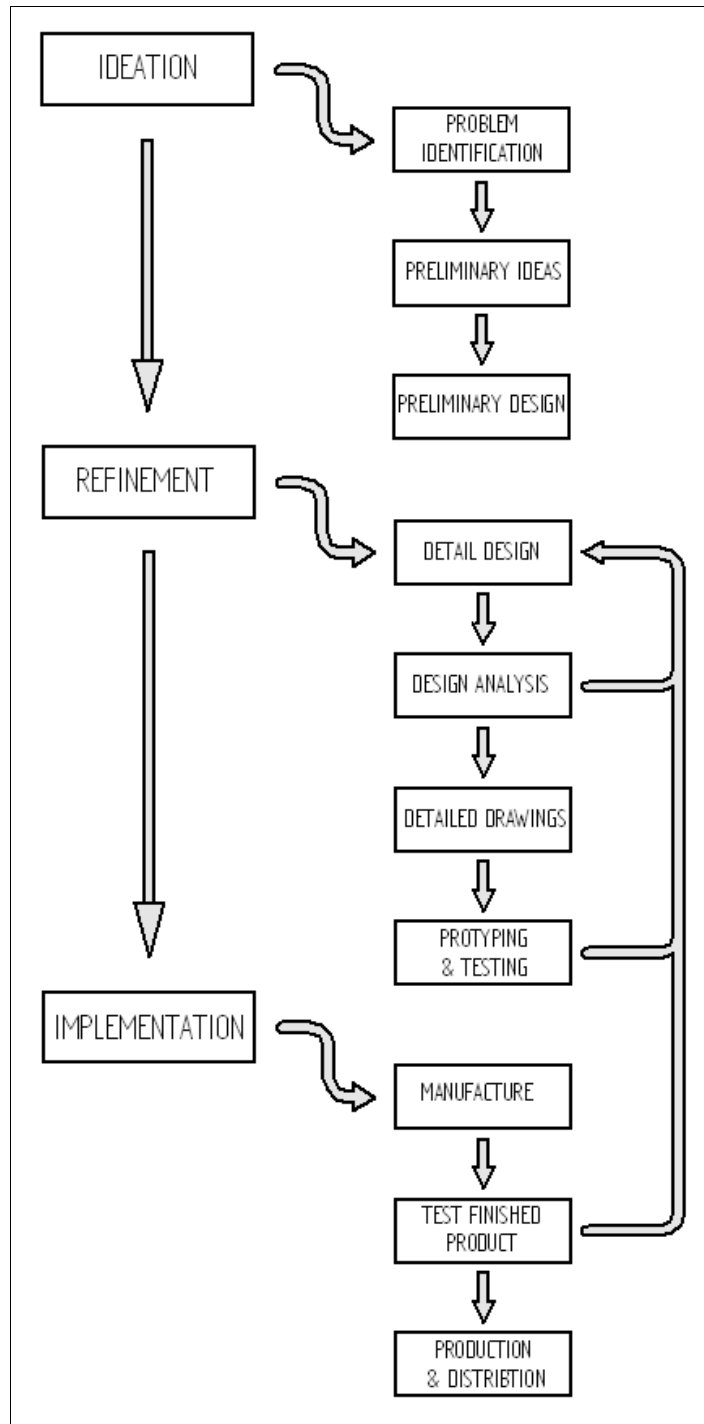 IDEATION
PROBLEM
IDENTIFICATION
PRELIMINARY IDEAS
PRELIMINARY DESIGN
REFINEMENT
DETAIL DESIGN
DESIGN ANALYSIS
DETAILED DRAWINGS
PROTYPING
& TESTING
IMPLEMENTATION
MANUFACTURE
TEST FINISHED
PRODUCT
PRODUCTION
& DISTRIBTION